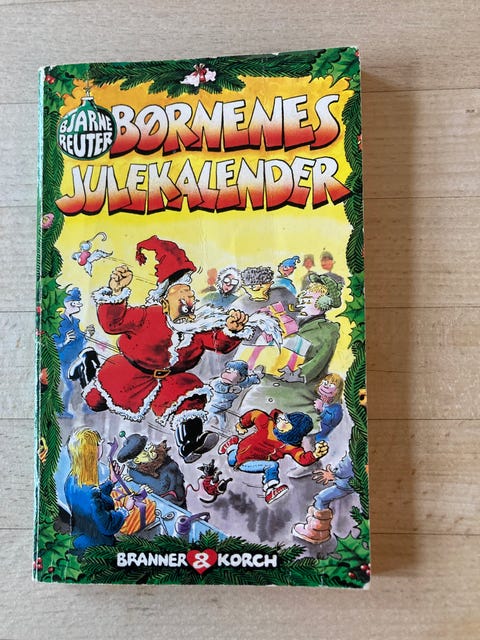 BJARNE
REUTER
BØRNENES
JULEKALENDER
BRANNER & KORCH